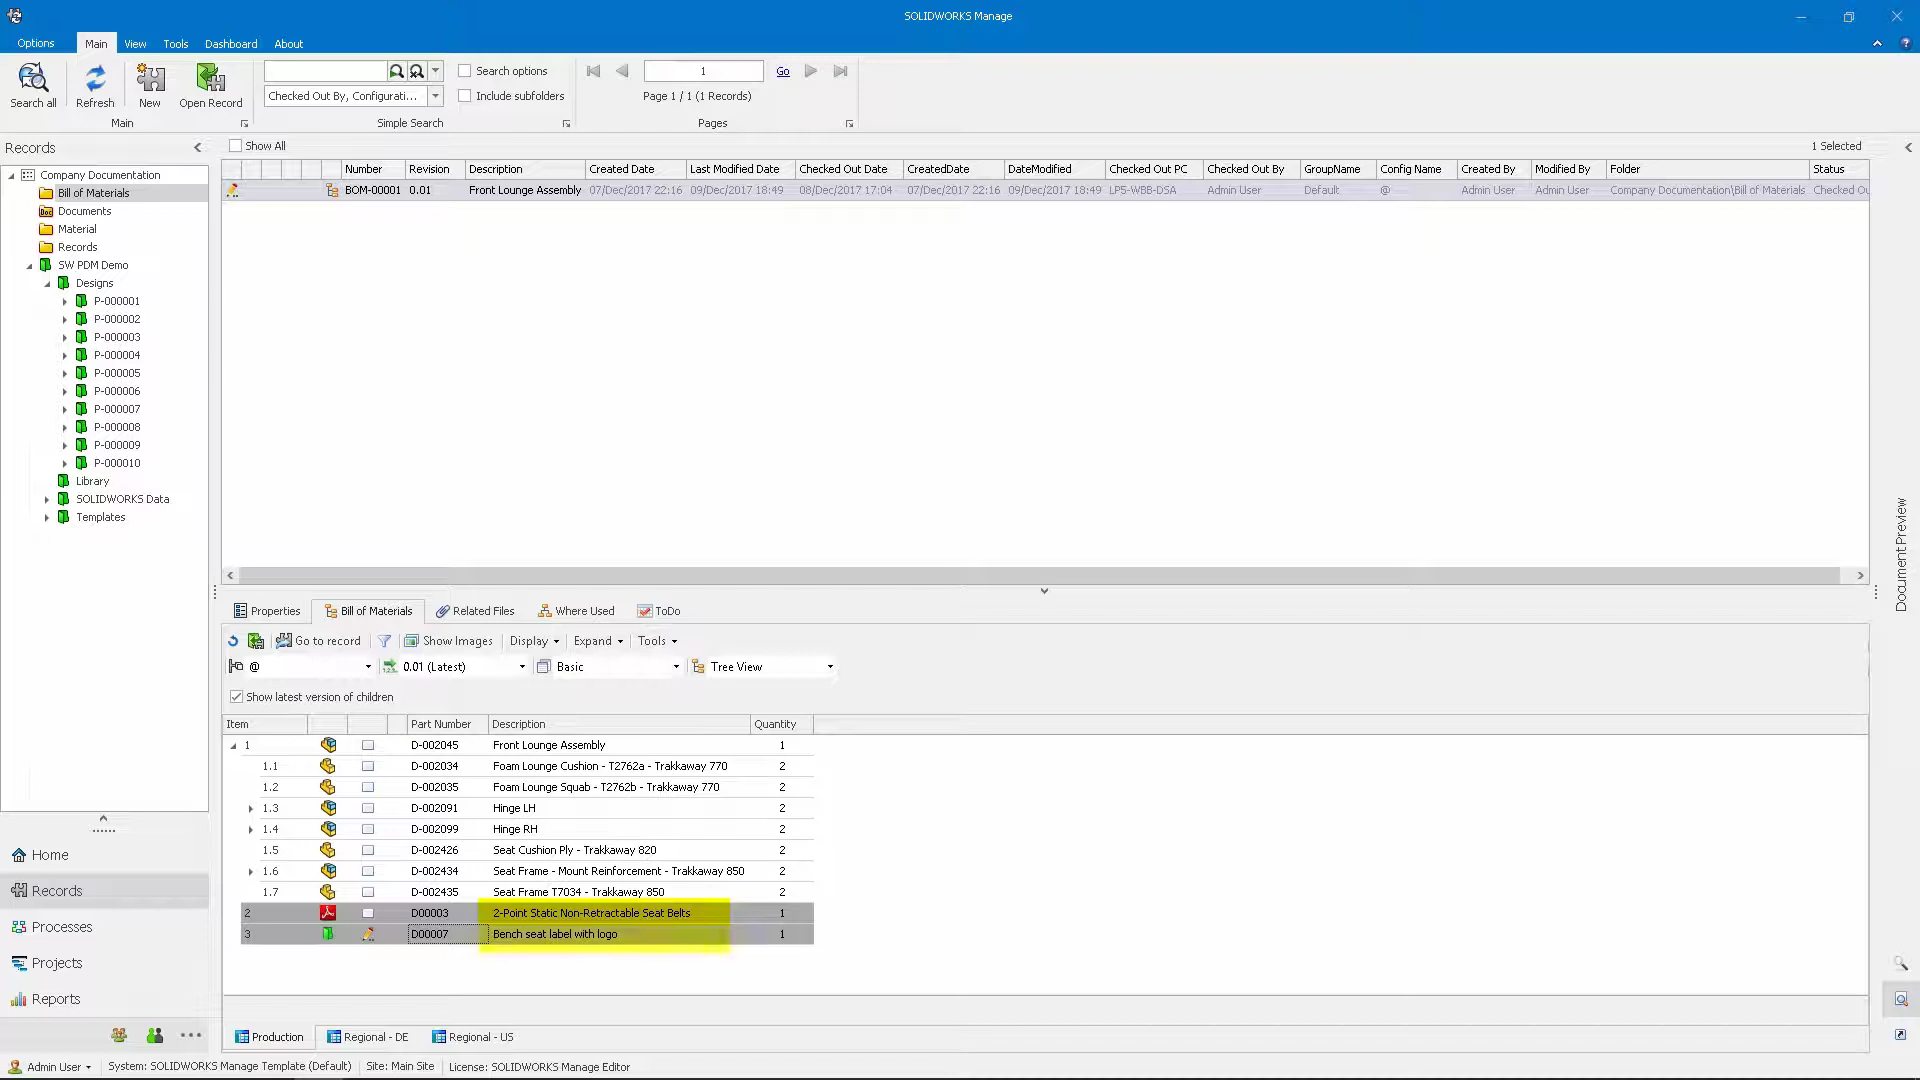 SOLIDWORKS Manage
Options Main View Tools Dashboard About
Search all Refresh New Open Record
Main
Search options
Checked Out By, Configurati... Include subfolders
Simple Search
1 Go
Page 1 / 1 (1 Records)
Pages
Records
Show All
1 Selected
Company Documentation
Bill of Materials
Documents
Material
Records
SW PDM Demo
Designs
P-000001
P-000002
P-000003
P-000004
P-000005
P-000006
P-000007
P-000008
P-000009
P-000010
Library
SOLIDWORKS Data
Templates
Number Revision Description Created Date Last Modified Date Checked Out Date CreatedDate DateModified Checked Out PC Checked Out By GroupName Config Name Created By Modified By Folder Status
BOM-00001 0.01 Front Lounge Assembly 07/Dec/2017 22:16 09/Dec/2017 18:49 08/Dec/2017 17:04 07/Dec/2017 22:16 09/Dec/2017 18:49 LP5-WBB-DSA Admin User Default @ Admin User Admin User Company Documentation\Bill of Materials Checked Ou
Document Preview
Properties Bill of Materials Related Files Where Used ToDo
Go to record Show Images Display Expand Tools
@ 0.01 (Latest) Basic Tree View
Show latest version of children
Item Part Number Description Quantity
1 D-002045 Front Lounge Assembly 1
1.1 D-002034 Foam Lounge Cushion - T2762a - Trakkaway 770 2
1.2 D-002035 Foam Lounge Squab - T2762b - Trakkaway 770 2
1.3 D-002091 Hinge LH 2
1.4 D-002099 Hinge RH 2
1.5 D-002426 Seat Cushion Ply - Trakkaway 820 2
1.6 D-002434 Seat Frame - Mount Reinforcement - Trakkaway 850 2
1.7 D-002435 Seat Frame T7034 - Trakkaway 850 2
2 D00003 2-Point Static Non-Retractable Seat Belts 1
3 D00007 Bench seat label with logo 1
Home
Records
Processes
Projects
Reports
Production Regional - DE Regional - US
Admin User System: SOLIDWORKS Manage Template (Default) Site: Main Site License: SOLIDWORKS Manage Editor